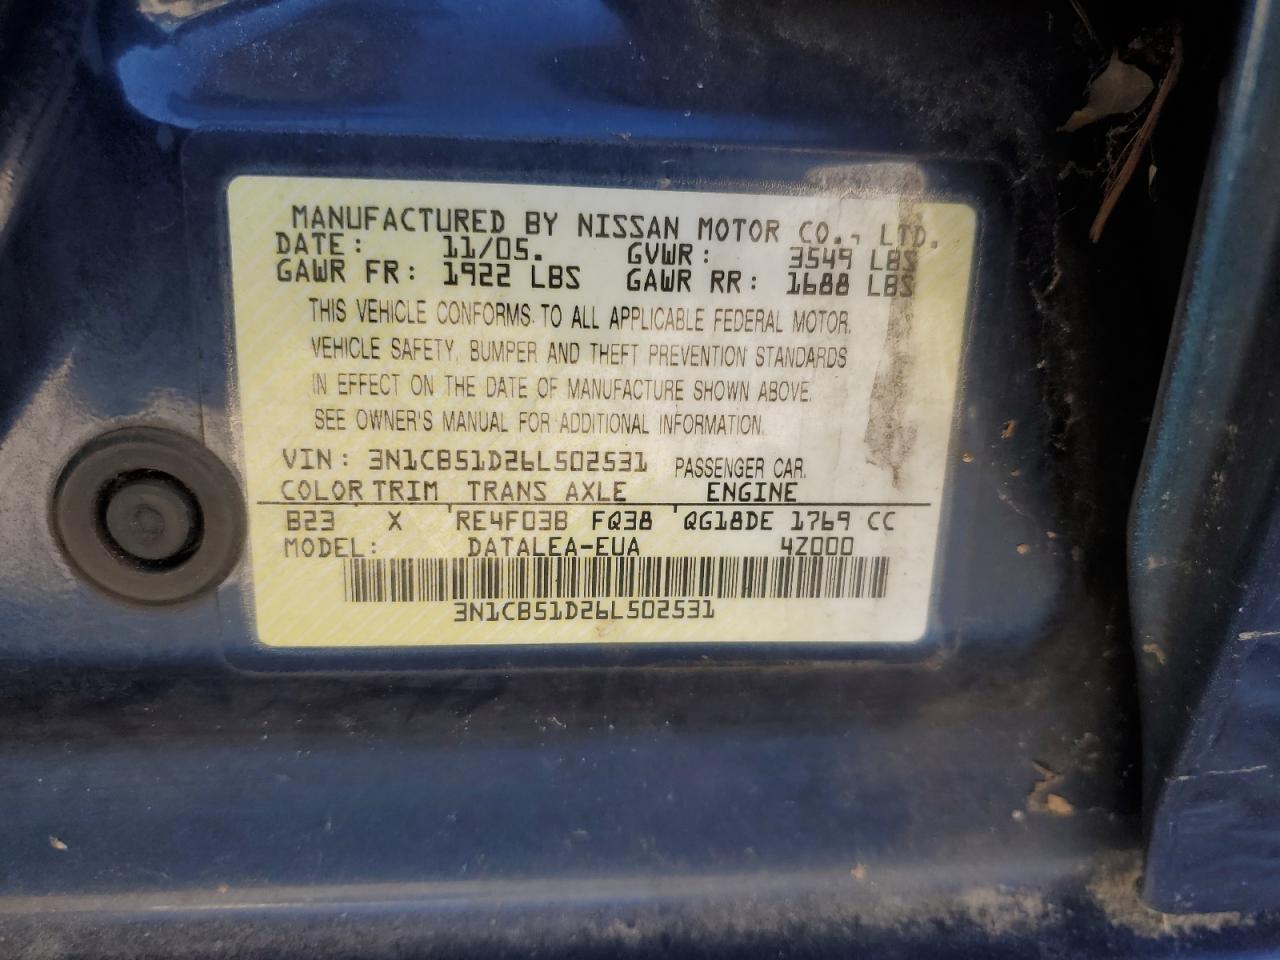 MANUFACTURED BY NISSAN MOTOR CO., LTD.
DATE: 11/05. GVWR: 3549 LBS
GAWR FR: 1922 LBS GAWR RR: 1688 LBS
THIS VEHICLE CONFORMS TO ALL APPLICABLE FEDERAL MOTOR
VEHICLE SAFETY, BUMPER AND THEFT PREVENTION STANDARDS
IN EFFECT ON THE DATE OF MANUFACTURE SHOWN ABOVE.
SEE OWNER'S MANUAL FOR ADDITIONAL INFORMATION.
VIN: 3N1CB51D26L502531 PASSENGER CAR
COLOR TRIM TRANS AXLE ENGINE
B23 X RE4F03B FQ38 QG18DE 1769 CC
MODEL: DATALEA-EUA 4Z000
3N1CB51D26L502531